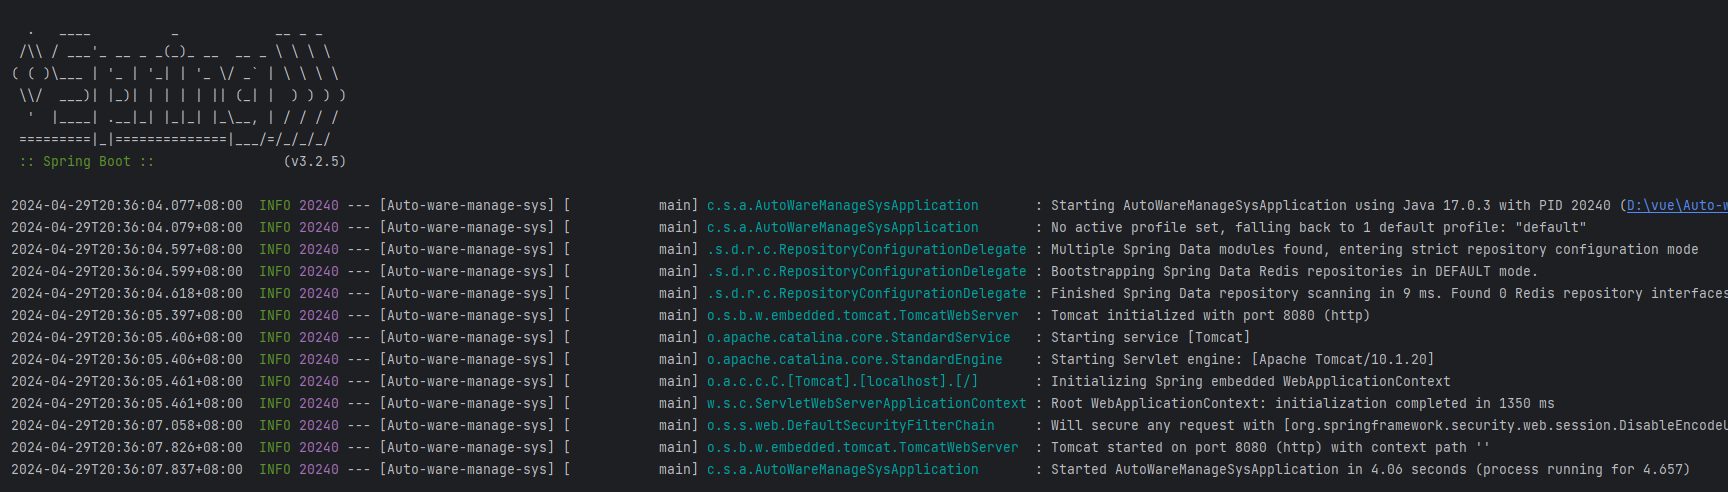 .   ____          _            __ _ _
 /\\ / ___'_ __ _ _(_)_ __  __ _ \ \ \ \
( ( )\___ | '_ | '_| | '_ \/ _` | \ \ \ \
 \\/  ___)| |_)| | | | | || (_| |  ) ) ) )
  '  |____| .__|_| |_|_| |_\__, | / / / /
 =========|_|==============|___/=/_/_/_/
 :: Spring Boot ::                (v3.2.5)
2024-04-29T20:36:04.077+08:00  INFO 20240 --- [Auto-ware-manage-sys] [           main] c.s.a.AutoWareManageSysApplication       : Starting AutoWareManageSysApplication using Java 17.0.3 with PID 20240 (D:\vue\Auto-w
2024-04-29T20:36:04.079+08:00  INFO 20240 --- [Auto-ware-manage-sys] [           main] c.s.a.AutoWareManageSysApplication       : No active profile set, falling back to 1 default profile: "default"
2024-04-29T20:36:04.597+08:00  INFO 20240 --- [Auto-ware-manage-sys] [           main] .s.d.r.c.RepositoryConfigurationDelegate : Multiple Spring Data modules found, entering strict repository configuration mode
2024-04-29T20:36:04.599+08:00  INFO 20240 --- [Auto-ware-manage-sys] [           main] .s.d.r.c.RepositoryConfigurationDelegate : Bootstrapping Spring Data Redis repositories in DEFAULT mode.
2024-04-29T20:36:04.618+08:00  INFO 20240 --- [Auto-ware-manage-sys] [           main] .s.d.r.c.RepositoryConfigurationDelegate : Finished Spring Data repository scanning in 9 ms. Found 0 Redis repository interfaces
2024-04-29T20:36:05.397+08:00  INFO 20240 --- [Auto-ware-manage-sys] [           main] o.s.b.w.embedded.tomcat.TomcatWebServer  : Tomcat initialized with port 8080 (http)
2024-04-29T20:36:05.406+08:00  INFO 20240 --- [Auto-ware-manage-sys] [           main] o.apache.catalina.core.StandardService   : Starting service [Tomcat]
2024-04-29T20:36:05.406+08:00  INFO 20240 --- [Auto-ware-manage-sys] [           main] o.apache.catalina.core.StandardEngine    : Starting Servlet engine: [Apache Tomcat/10.1.20]
2024-04-29T20:36:05.461+08:00  INFO 20240 --- [Auto-ware-manage-sys] [           main] o.a.c.c.C.[Tomcat].[localhost].[/]       : Initializing Spring embedded WebApplicationContext
2024-04-29T20:36:05.461+08:00  INFO 20240 --- [Auto-ware-manage-sys] [           main] w.s.c.ServletWebServerApplicationContext : Root WebApplicationContext: initialization completed in 1350 ms
2024-04-29T20:36:07.058+08:00  INFO 20240 --- [Auto-ware-manage-sys] [           main] o.s.s.web.DefaultSecurityFilterChain     : Will secure any request with [org.springframework.security.web.session.DisableEncodeU
2024-04-29T20:36:07.826+08:00  INFO 20240 --- [Auto-ware-manage-sys] [           main] o.s.b.w.embedded.tomcat.TomcatWebServer  : Tomcat started on port 8080 (http) with context path ''
2024-04-29T20:36:07.837+08:00  INFO 20240 --- [Auto-ware-manage-sys] [           main] c.s.a.AutoWareManageSysApplication       : Started AutoWareManageSysApplication in 4.06 seconds (process running for 4.657)